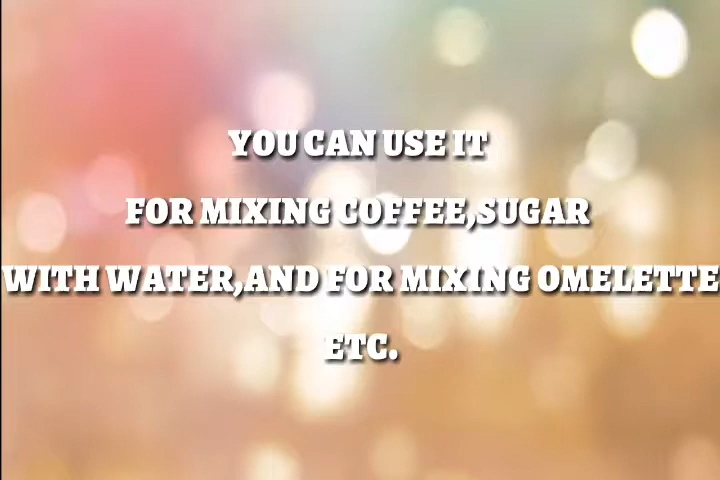 YOU CAN USE IT
FOR MIXING COFFEE,SUGAR
WITH WATER,AND FOR MIXING OMELETTE
ETC.